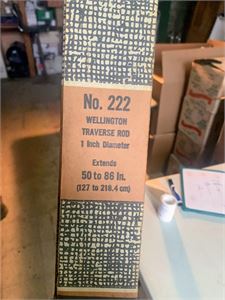 No. 222
WELLINGTON
TRAVERSE ROD
1 Inch Diameter
Extends
50 to 86 In.
(127 to 218.4 cm)